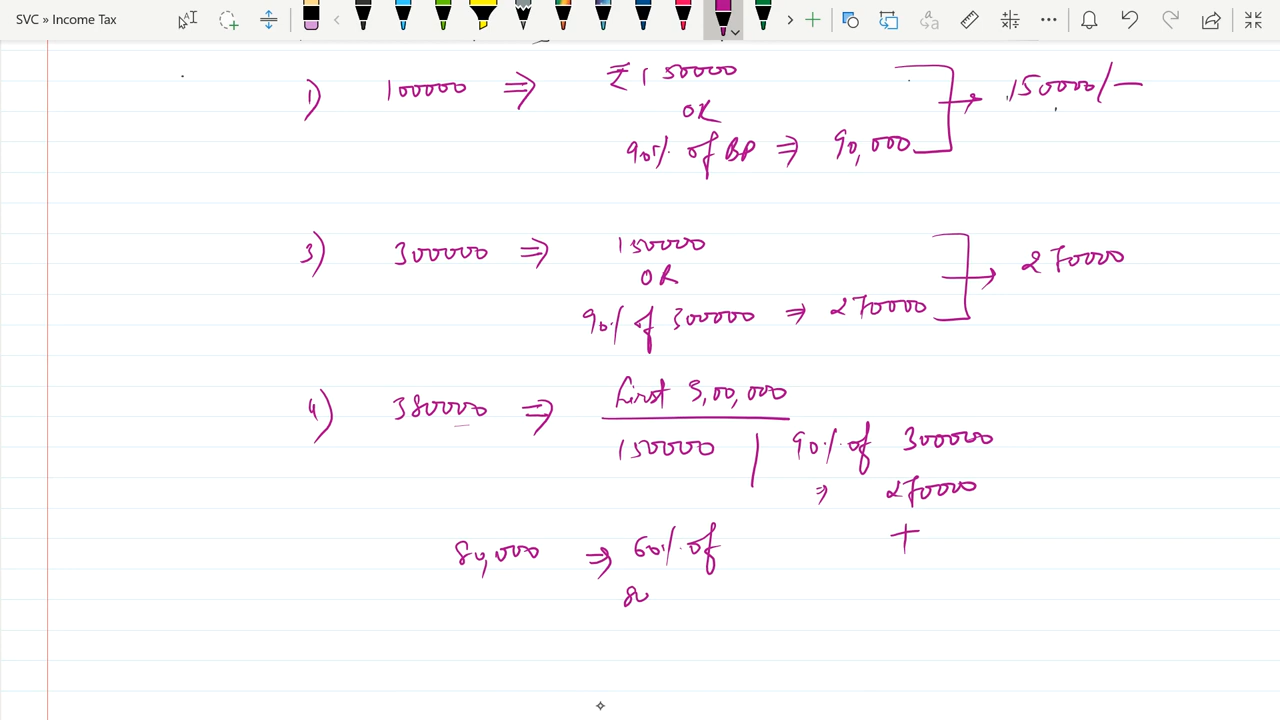 SVC » Income Tax
1) 100000 ⇒ ₹150000
OR
90% of BP ⇒ 90,000
→ 150000/-
3) 300000 ⇒ 150000
OR
90% of 300000 ⇒ 270000
→ 270000
4) 380000 ⇒ first 3,00,000
150000 | 90% of 300000
⇒ 270000
+
80,000 ⇒ 60% of
80